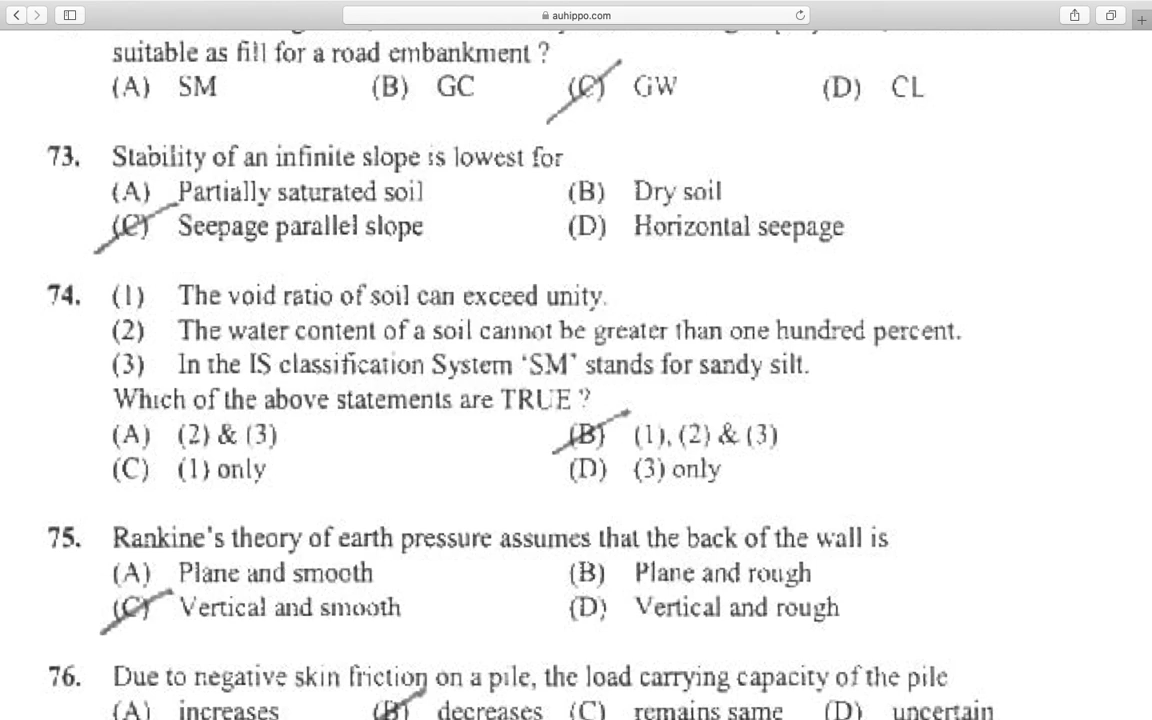 auhippo.com
suitable as fill for a road embankment ?
(A) SM (B) GC (C) GW (D) CL
73. Stability of an infinite slope is lowest for
(A) Partially saturated soil (B) Dry soil
(C) Seepage parallel slope (D) Horizontal seepage
74. (1) The void ratio of soil can exceed unity.
(2) The water content of a soil cannot be greater than one hundred percent.
(3) In the IS classification System ‘SM’ stands for sandy silt.
Which of the above statements are TRUE ?
(A) (2) & (3) (B) (1), (2) & (3)
(C) (1) only (D) (3) only
75. Rankine's theory of earth pressure assumes that the back of the wall is
(A) Plane and smooth (B) Plane and rough
(C) Vertical and smooth (D) Vertical and rough
76. Due to negative skin friction on a pile, the load carrying capacity of the pile
(A) increases (B) decreases (C) remains same (D) uncertain